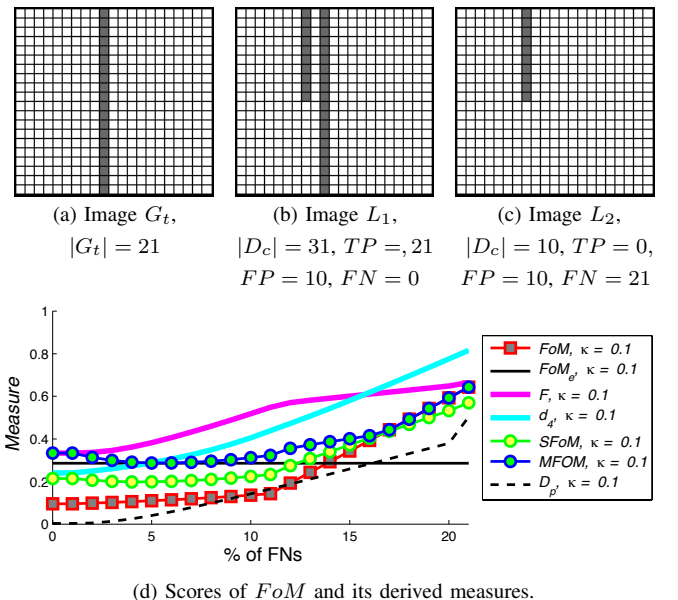 (a) Image G_t,
|G_t| = 21
(b) Image L_1,
|D_c| = 31, TP =, 21
FP = 10, FN = 0
(c) Image L_2,
|D_c| = 10, TP = 0,
FP = 10, FN = 21
1
0.8
0.6
0.4
0.2
0
Measure
0 5 10 15 20
% of FNs
FoM, κ = 0.1
FoM_e, κ = 0.1
F, κ = 0.1
d_4, κ = 0.1
SFoM, κ = 0.1
MFOM, κ = 0.1
D_p, κ = 0.1
(d) Scores of FoM and its derived measures.